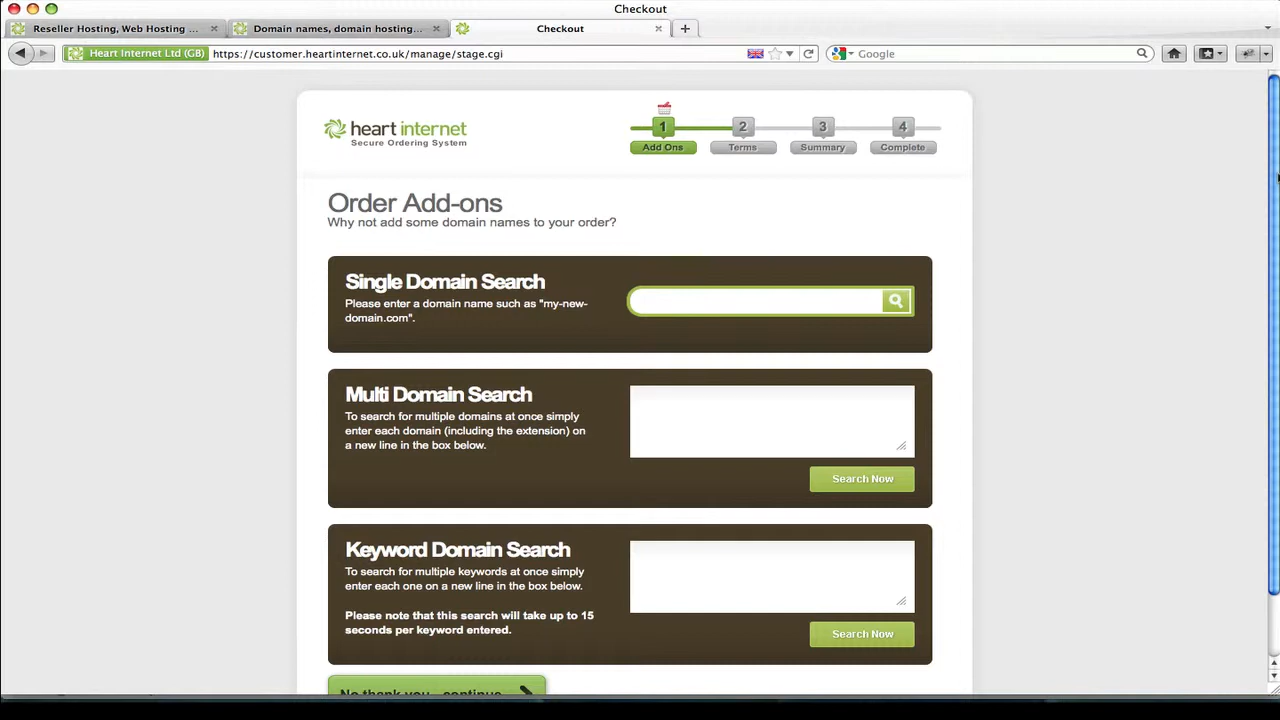 Checkout
Reseller Hosting, Web Hosting ...
Domain names, domain hosting...
Checkout
Heart Internet Ltd (GB)
https://customer.heartinternet.co.uk/manage/stage.cgi
Google
heart internet
Secure Ordering System
1
2
3
4
Add Ons
Terms
Summary
Complete
Order Add-ons
Why not add some domain names to your order?
Single Domain Search
Please enter a domain name such as "my-new-
domain.com".
Multi Domain Search
To search for multiple domains at once simply
enter each domain (including the extension) on
a new line in the box below.
Search Now
Keyword Domain Search
To search for multiple keywords at once simply
enter each one on a new line in the box below.
Please note that this search will take up to 15
seconds per keyword entered.
Search Now
No thank you, continue